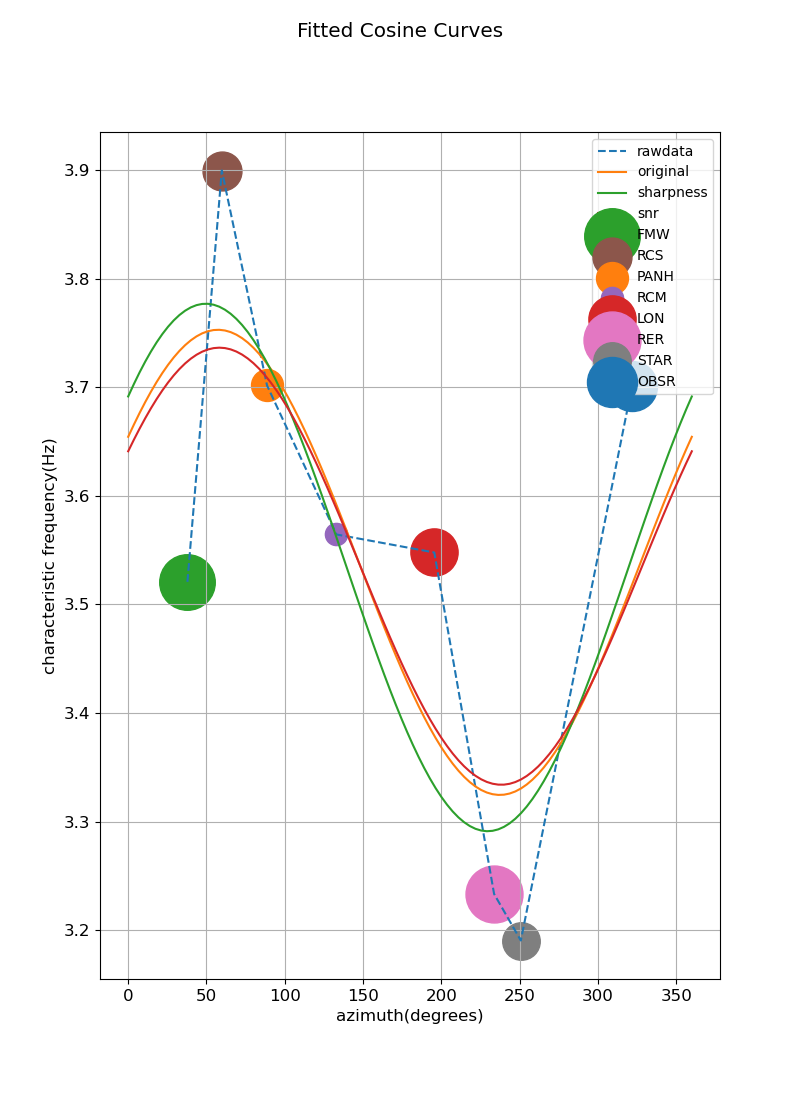 Fitted Cosine Curves
rawdata
original
sharpness
snr
FMW
RCS
PANH
RCM
LON
RER
STAR
OBSR
characteristic frequency(Hz)
3.9
3.8
3.7
3.6
3.5
3.4
3.3
3.2
0 50 100 150 200 250 300 350
azimuth(degrees)